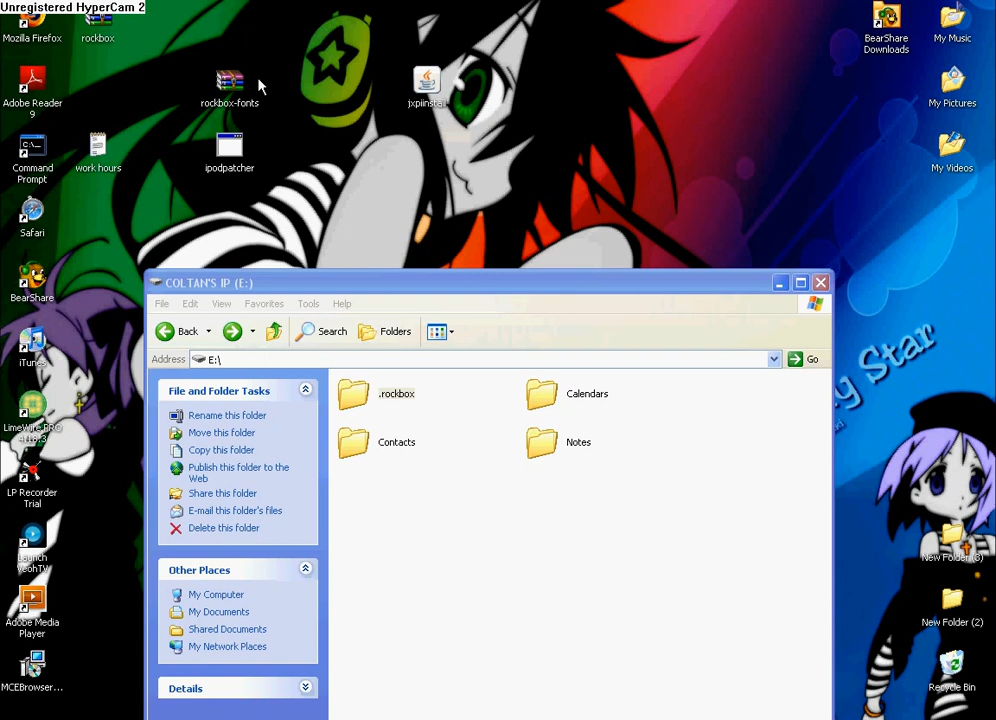 Unregistered HyperCam 2
Mozilla Firefox
rockbox
BearShare
Downloads
My Music
Adobe Reader
9
rockbox-fonts
jxpiinstal
My Pictures
Command
Prompt
work hours
ipodpatcher
My Videos
Safari
BearShare
iTunes
LimeWire PRO
LP Recorder
Trial
Launch
VeohTV
Adobe Media
Player
MCEBrowser...
COLTAN'S IP (E:)
File Edit View Favorites Tools Help
Back Search Folders
Address E:\ Go
File and Folder Tasks
Rename this folder
Move this folder
Copy this folder
Publish this folder to the
Web
Share this folder
E-mail this folder's files
Delete this folder
Other Places
My Computer
My Documents
Shared Documents
My Network Places
Details
.rockbox
Calendars
Contacts
Notes
y Star
New Folder (3)
New Folder (2)
Recycle Bin